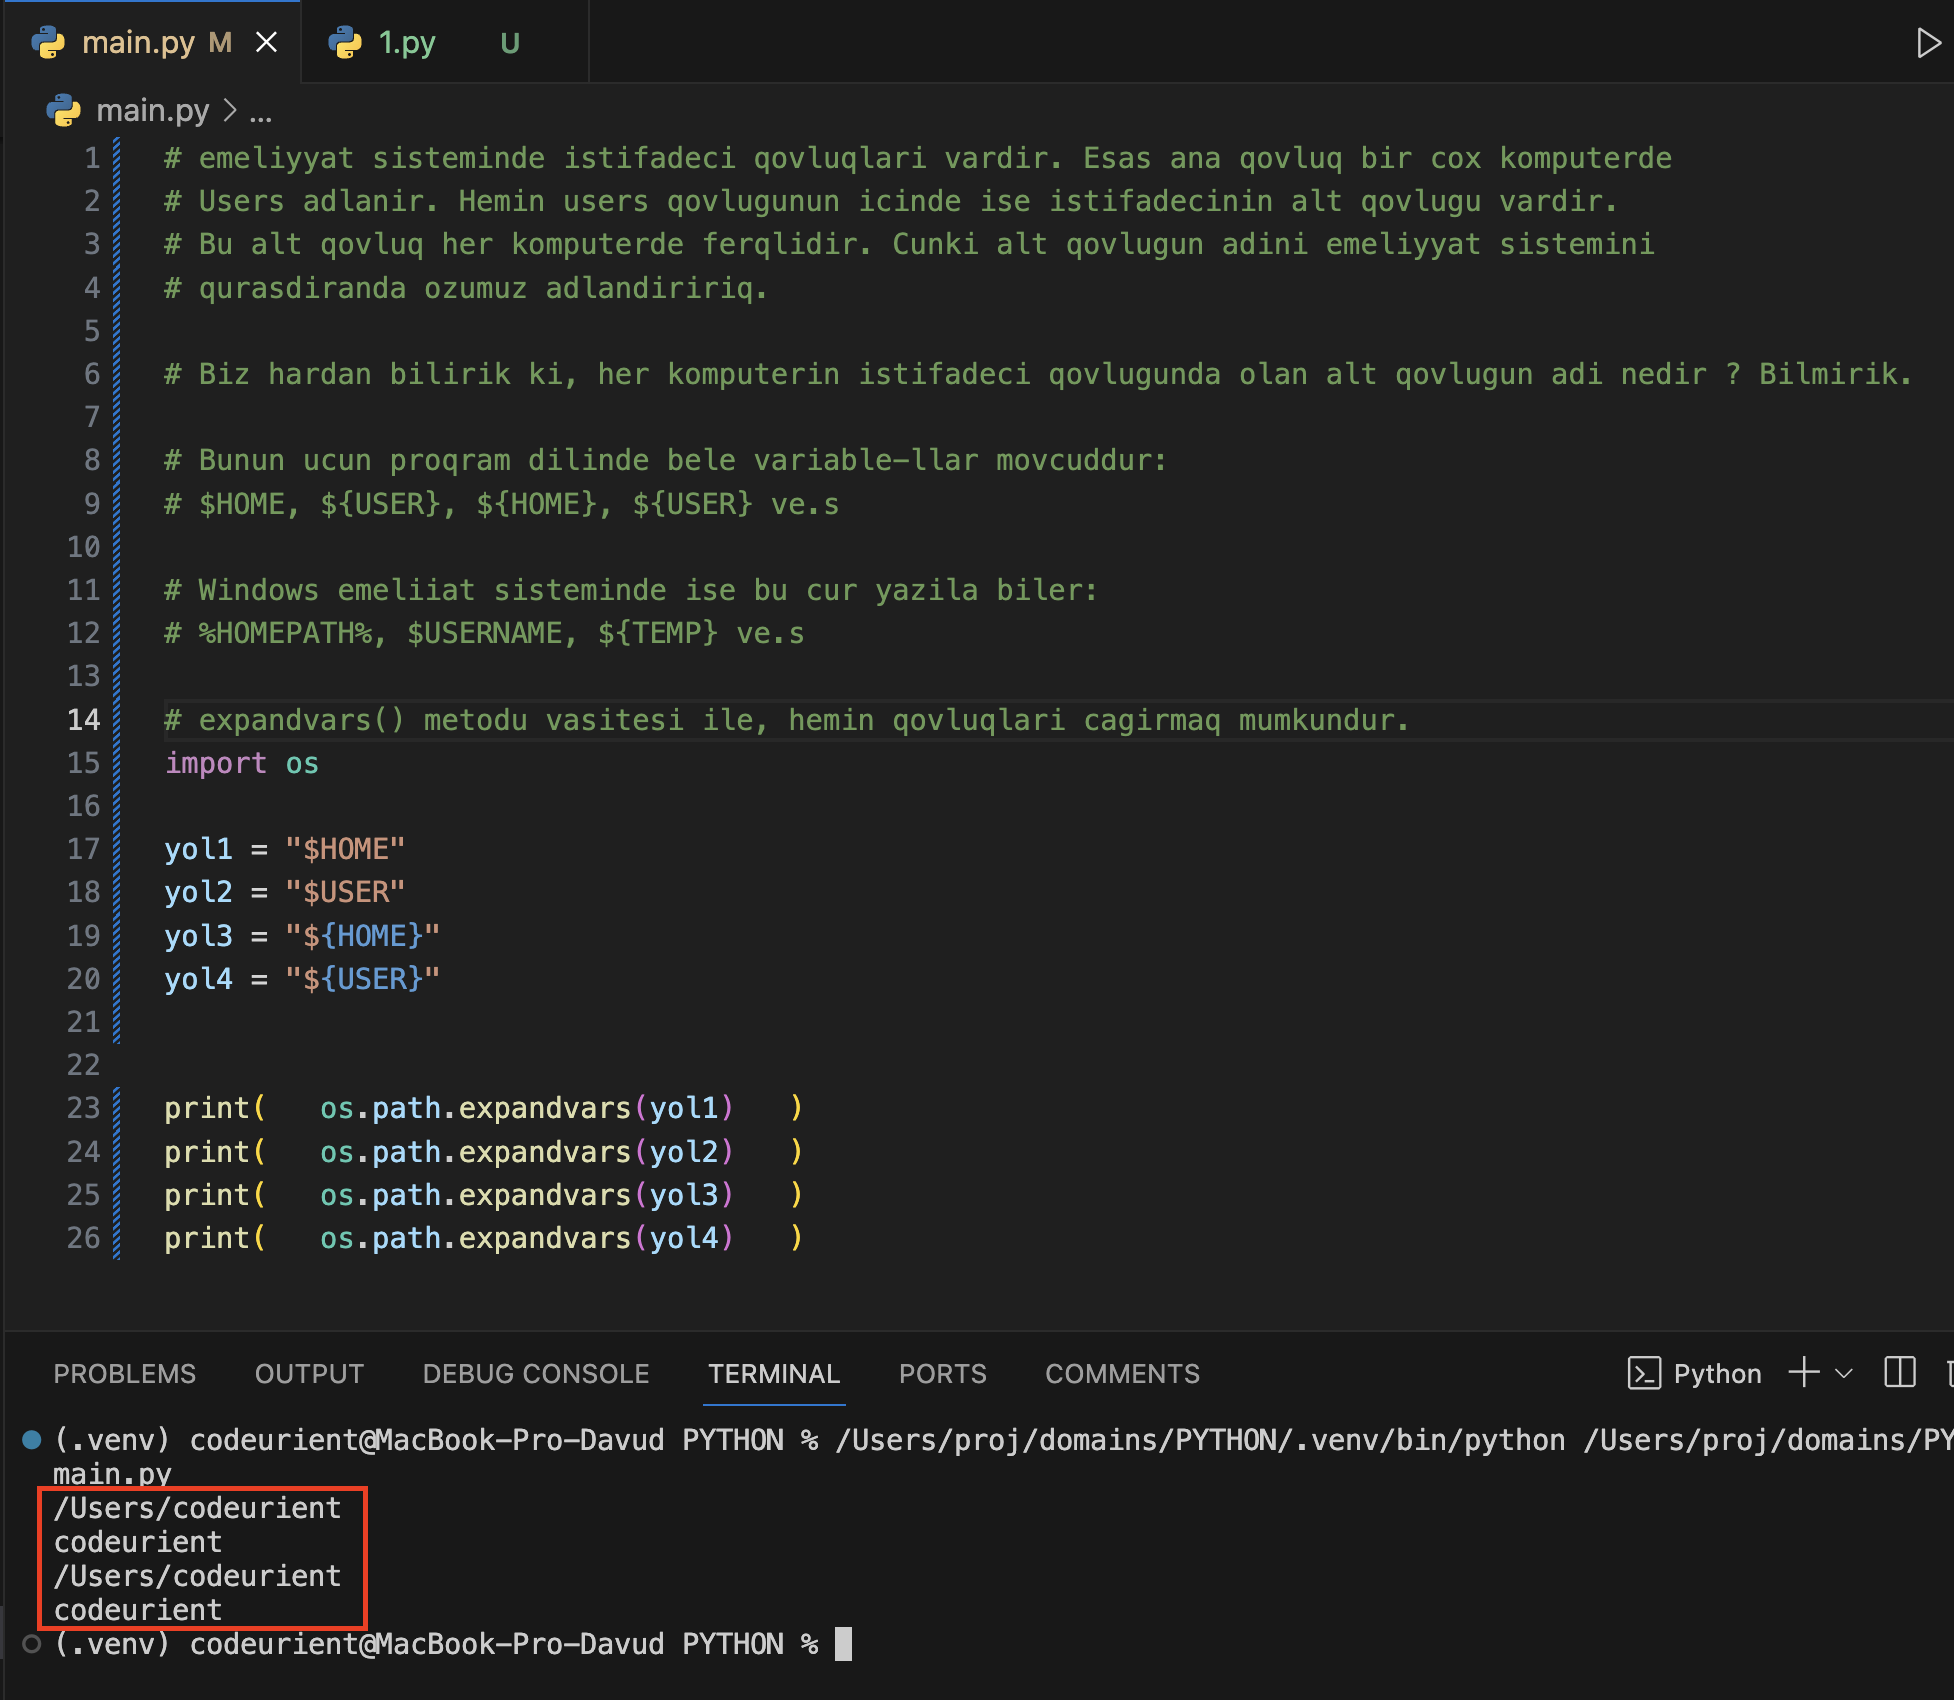 main.py M
1.py U
main.py > ...
1 # emeliyyat sisteminde istifadeci qovluqlari vardir. Esas ana qovluq bir cox komputerde
2 # Users adlanir. Hemin users qovlugunun icinde ise istifadecinin alt qovlugu vardir.
3 # Bu alt qovluq her komputerde ferqlidir. Cunki alt qovlugun adini emeliyyat sistemini
4 # qurasdiranda ozumuz adlandiririq.
5
6 # Biz hardan bilirik ki, her komputerin istifadeci qovlugunda olan alt qovlugun adi nedir ? Bilmirik.
7
8 # Bunun ucun proqram dilinde bele variable-llar movcuddur:
9 # $HOME, ${USER}, ${HOME}, ${USER} ve.s
10
11 # Windows emeliiat sisteminde ise bu cur yazila biler:
12 # %HOMEPATH%, $USERNAME, ${TEMP} ve.s
13
14 # expandvars() metodu vasitesi ile, hemin qovluqlari cagirmaq mumkundur.
15 import os
16
17 yol1 = "$HOME"
18 yol2 = "$USER"
19 yol3 = "${HOME}"
20 yol4 = "${USER}"
21
22
23 print(   os.path.expandvars(yol1)   )
24 print(   os.path.expandvars(yol2)   )
25 print(   os.path.expandvars(yol3)   )
26 print(   os.path.expandvars(yol4)   )
PROBLEMS OUTPUT DEBUG CONSOLE TERMINAL PORTS COMMENTS Python
(.venv) codeurient@MacBook-Pro-Davud PYTHON % /Users/proj/domains/PYTHON/.venv/bin/python /Users/proj/domains/PY
main.py
/Users/codeurient
codeurient
/Users/codeurient
codeurient
(.venv) codeurient@MacBook-Pro-Davud PYTHON %